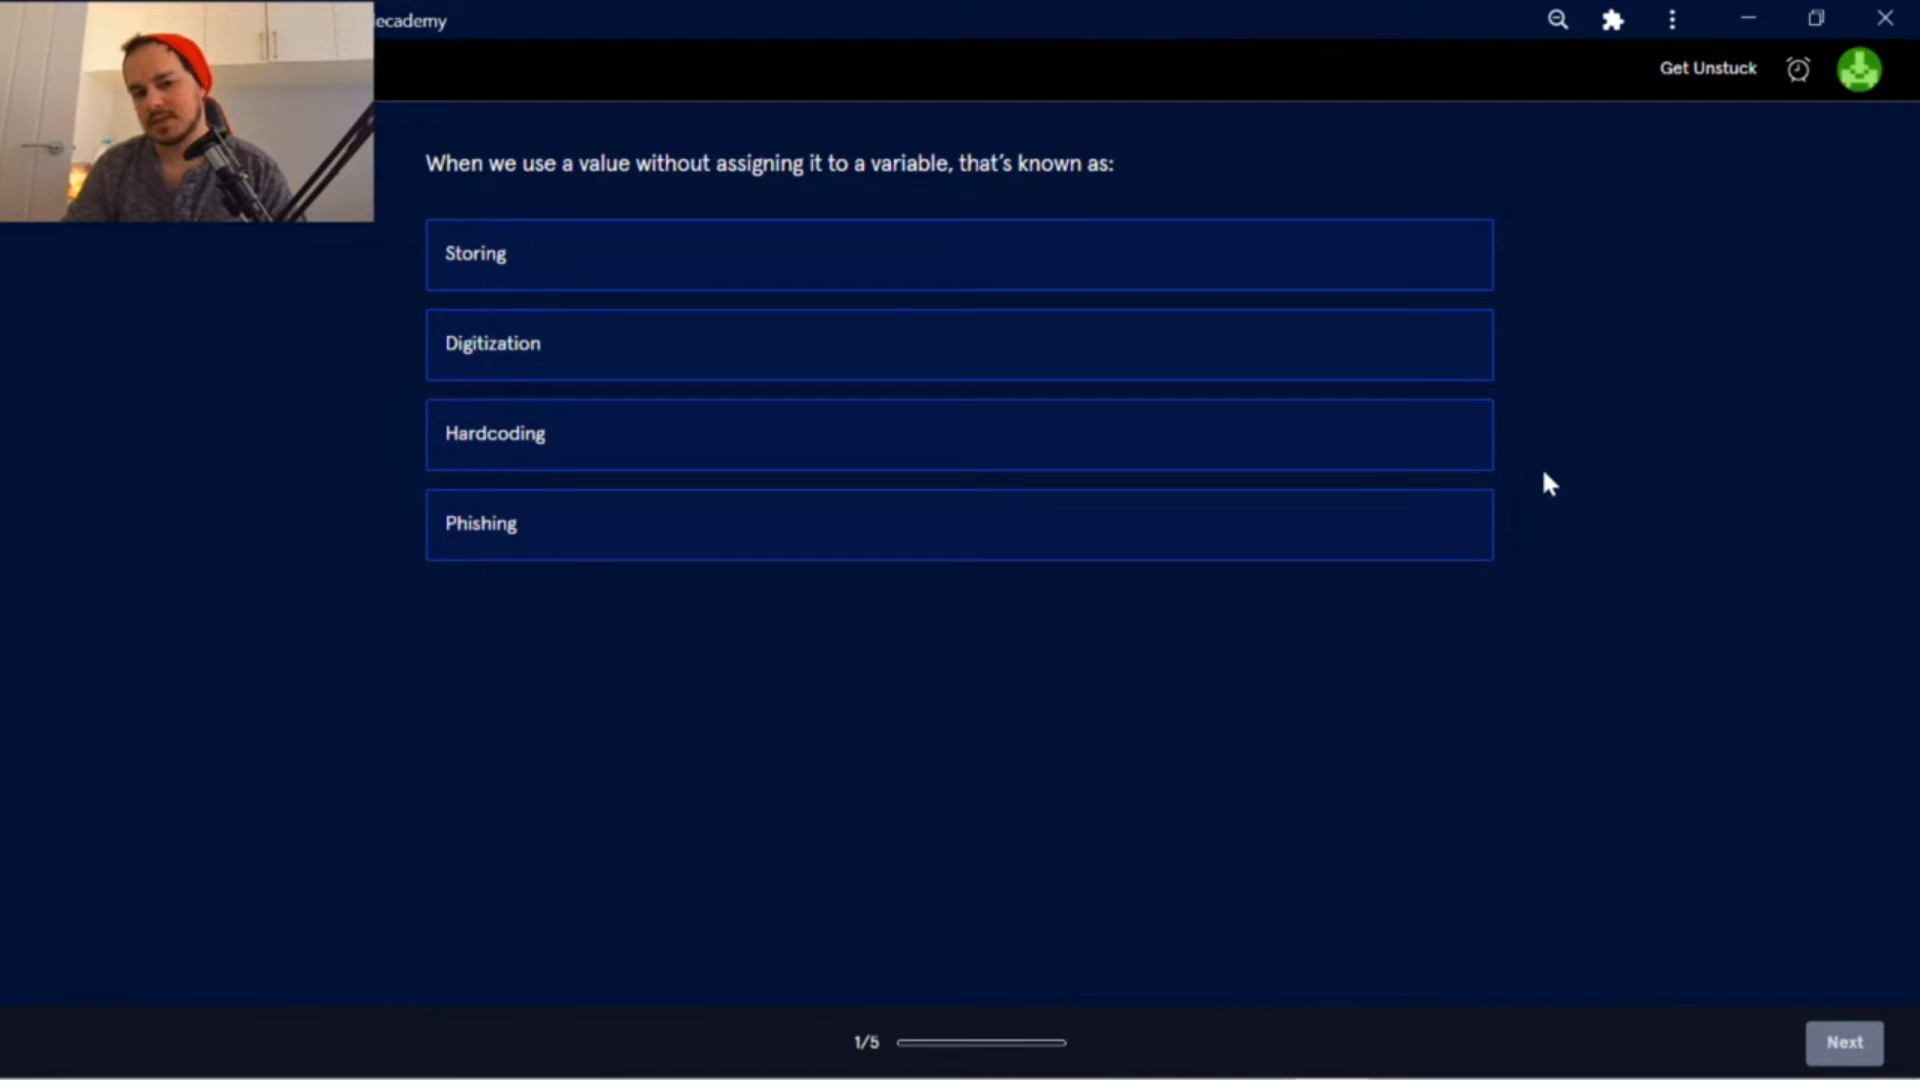 ecademy
Get Unstuck
When we use a value without assigning it to a variable, that's known as:
Storing
Digitization
Hardcoding
Phishing
1/5
Next